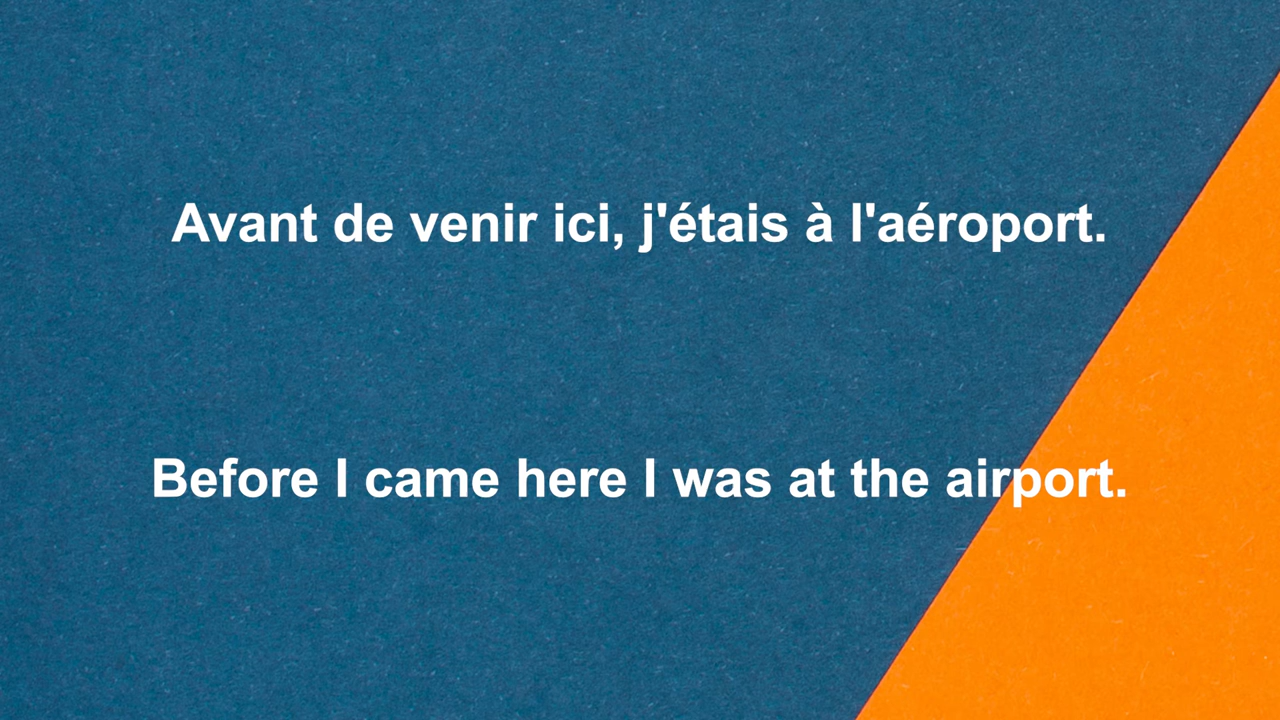 Avant de venir ici, j'étais à l'aéroport.
Before I came here I was at the airport.